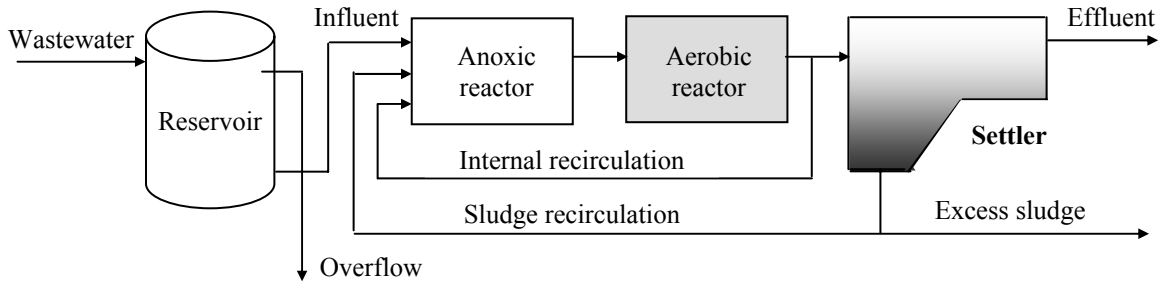 Wastewater
Influent
Effluent
Reservoir
Anoxic
reactor
Aerobic
reactor
Settler
Internal recirculation
Sludge recirculation
Excess sludge
Overflow